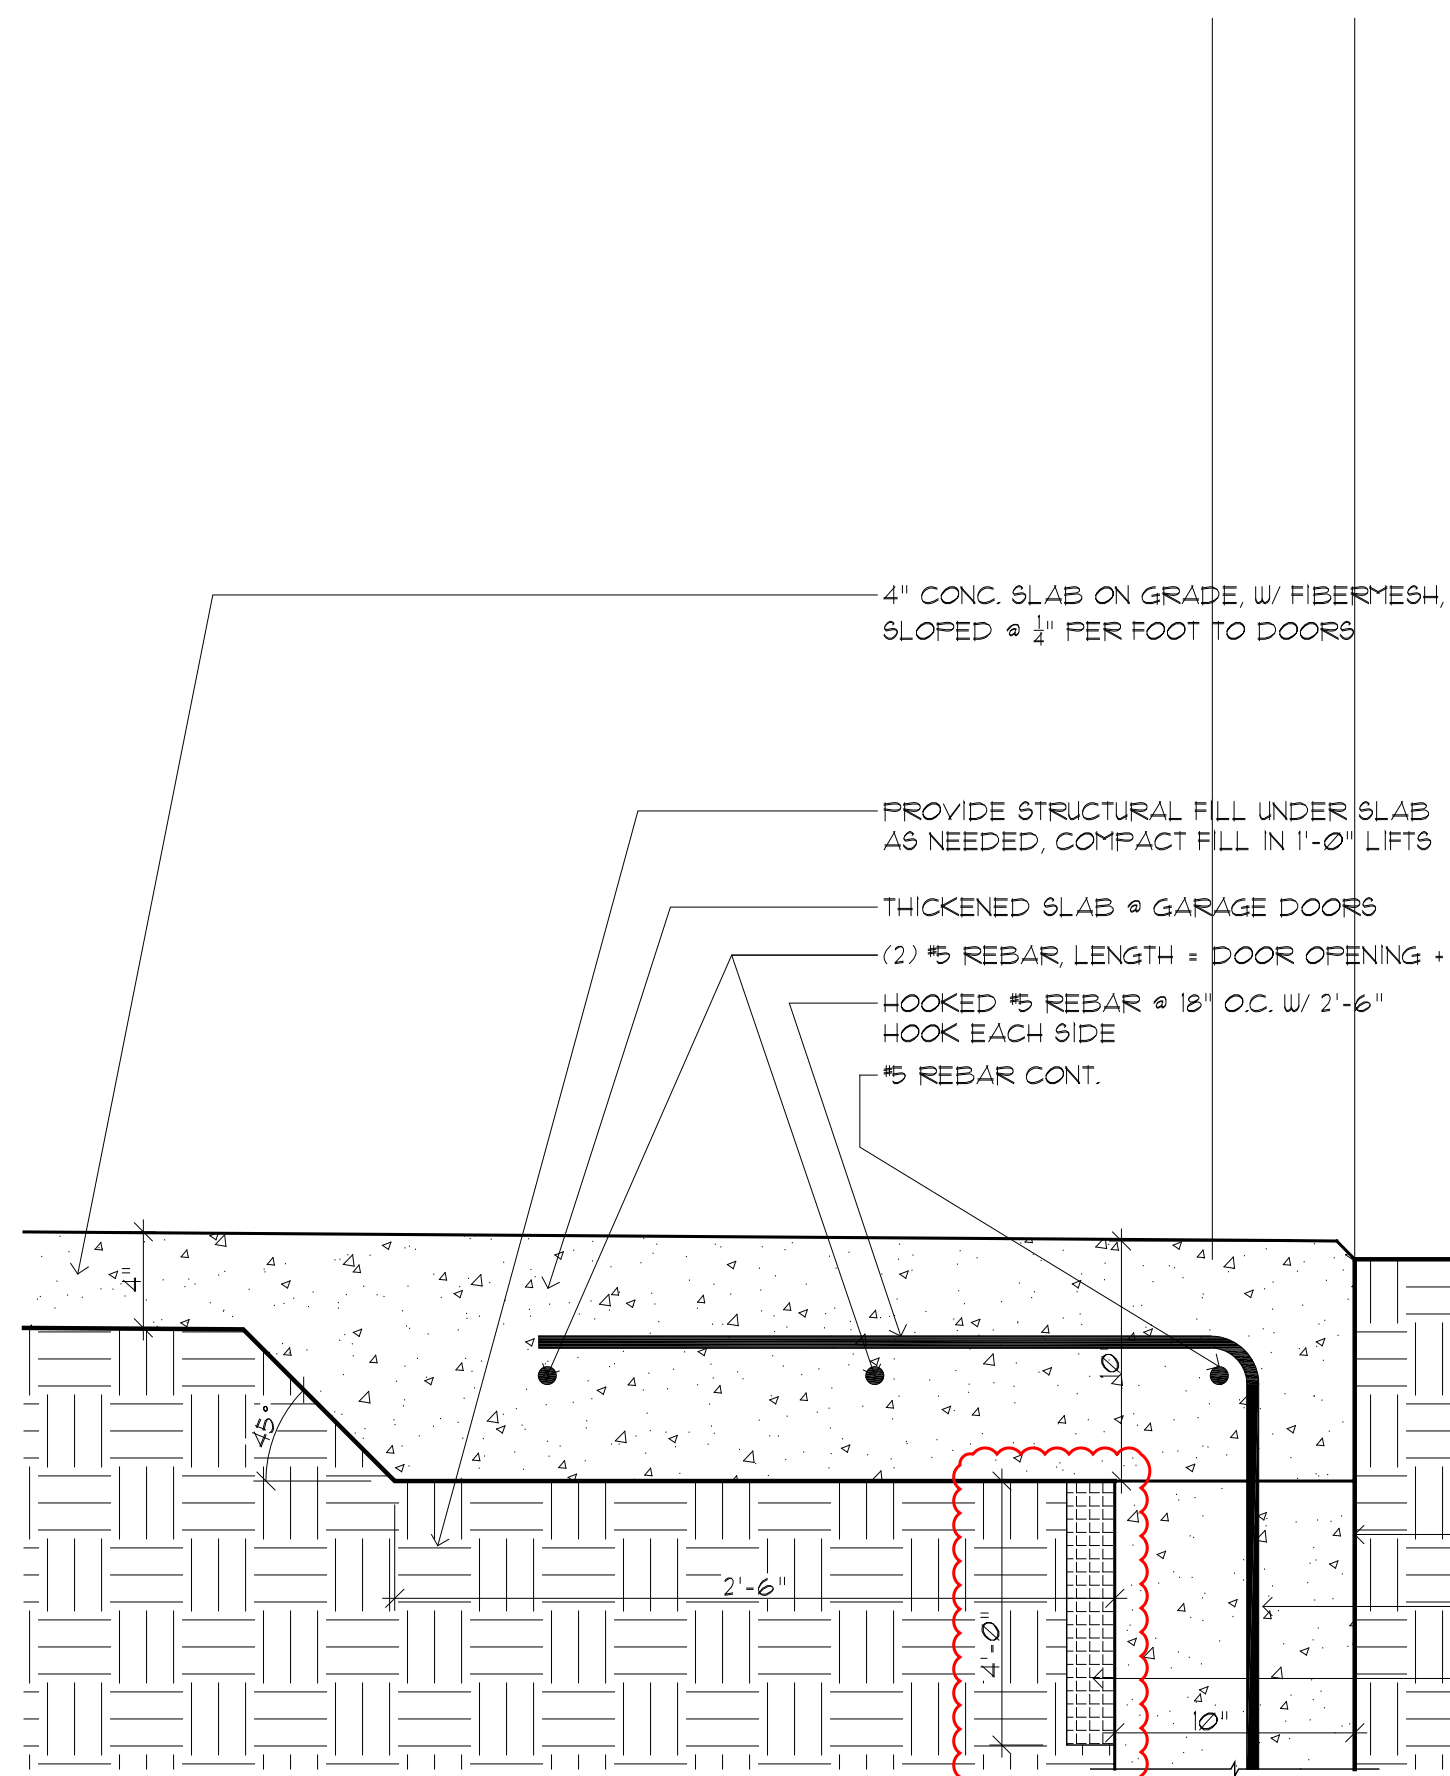 4" CONC. SLAB ON GRADE, W/ FIBERMESH,
SLOPED @ 1/4" PER FOOT TO DOORS
PROVIDE STRUCTURAL FILL UNDER SLAB
AS NEEDED, COMPACT FILL IN 1'-0" LIFTS
THICKENED SLAB @ GARAGE DOORS
(2) #5 REBAR, LENGTH = DOOR OPENING +
HOOKED #5 REBAR @ 18" O.C. W/ 2'-6"
HOOK EACH SIDE
#5 REBAR CONT.
4"
10"
45°
2'-6"
4'-0"
10"